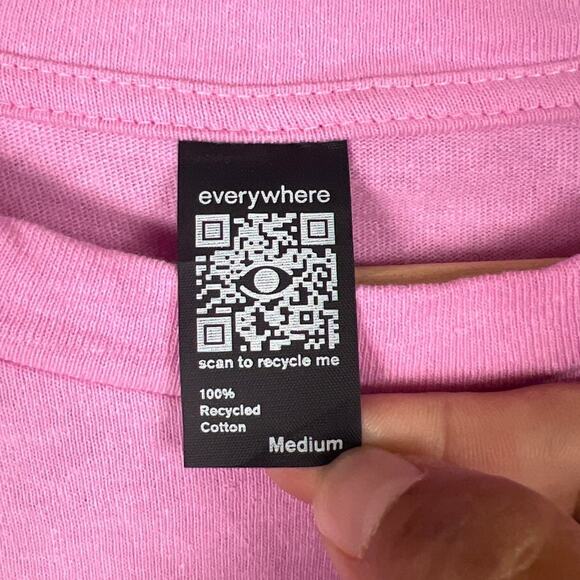 everywhere
scan to recycle me
100%
Recycled
Cotton
Medium